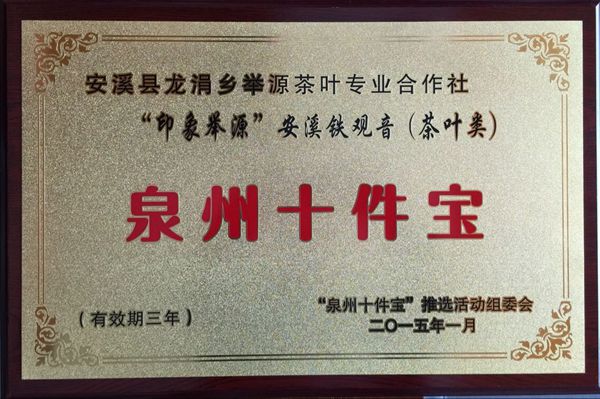 安溪县龙涓乡举源茶叶专业合作社
“印象举源”安溪铁观音（茶叶类）
泉州十件宝
（有效期三年）
“泉州十件宝”推选活动组委会
二〇一五年一月